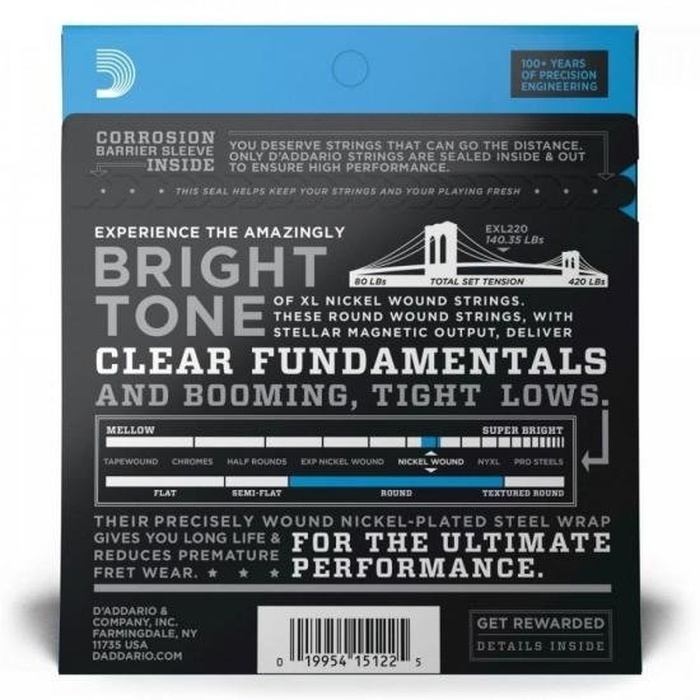 100+ YEARS
OF PRECISION
ENGINEERING
CORROSION
BARRIER SLEEVE
INSIDE
YOU DESERVE STRINGS THAT CAN GO THE DISTANCE.
ONLY D'ADDARIO STRINGS ARE SEALED INSIDE & OUT
TO ENSURE HIGH PERFORMANCE.
THIS SEAL HELPS KEEP YOUR STRINGS AND YOUR PLAYING FRESH
EXPERIENCE THE AMAZINGLY
BRIGHT
TONE
EXL220
140.35 LBs
80 LBs TOTAL SET TENSION 420 LBs
OF XL NICKEL WOUND STRINGS.
THESE ROUND WOUND STRINGS, WITH
STELLAR MAGNETIC OUTPUT, DELIVER
CLEAR FUNDAMENTALS
AND BOOMING, TIGHT LOWS.
MELLOW SUPER BRIGHT
TAPEWOUND CHROMES HALF ROUNDS EXP NICKEL WOUND NICKEL WOUND NYXL PRO STEELS
FLAT SEMI-FLAT ROUND TEXTURED ROUND
THEIR PRECISELY WOUND NICKEL-PLATED STEEL WRAP
GIVES YOU LONG LIFE &
REDUCES PREMATURE
FRET WEAR.
FOR THE ULTIMATE
PERFORMANCE.
D'ADDARIO &
COMPANY, INC.
FARMINGDALE, NY
11735 USA
DADDARIO.COM
0 19954 15122 5
GET REWARDED
DETAILS INSIDE